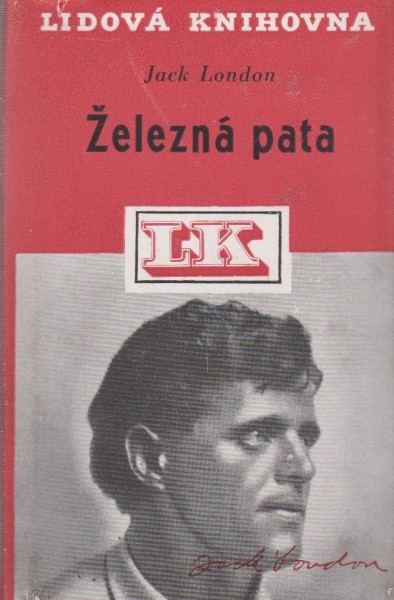 LIDOVÁ KNIHOVNA
Jack London
Železná pata
LK
Jack London